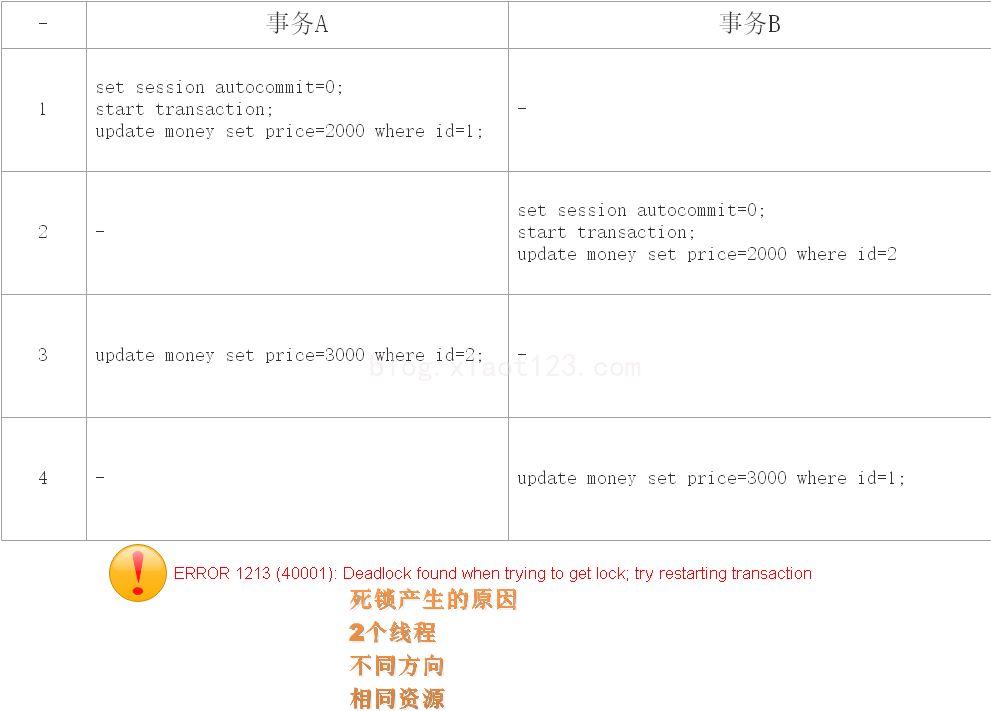 - 事务A 事务B
1 set session autocommit=0; -
start transaction;
update money set price=2000 where id=1;
2 - set session autocommit=0;
start transaction;
update money set price=2000 where id=2
3 update money set price=3000 where id=2; -
blog.xiaot123.com
4 - update money set price=3000 where id=1;
ERROR 1213 (40001): Deadlock found when trying to get lock; try restarting transaction
死锁产生的原因
2个线程
不同方向
相同资源